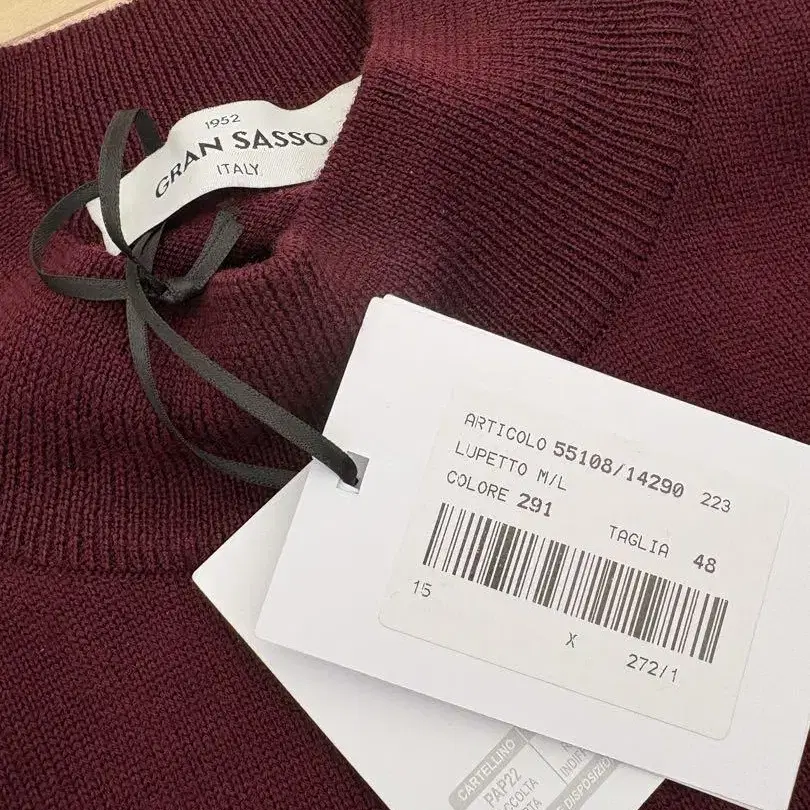 1952
GRAN SASSO
ITALY
ARTICOLO 55108/14290 223
LUPETTO M/L
COLORE 291
TAGLIA 48
15
X
272/1
CARTELLINO
PAP22